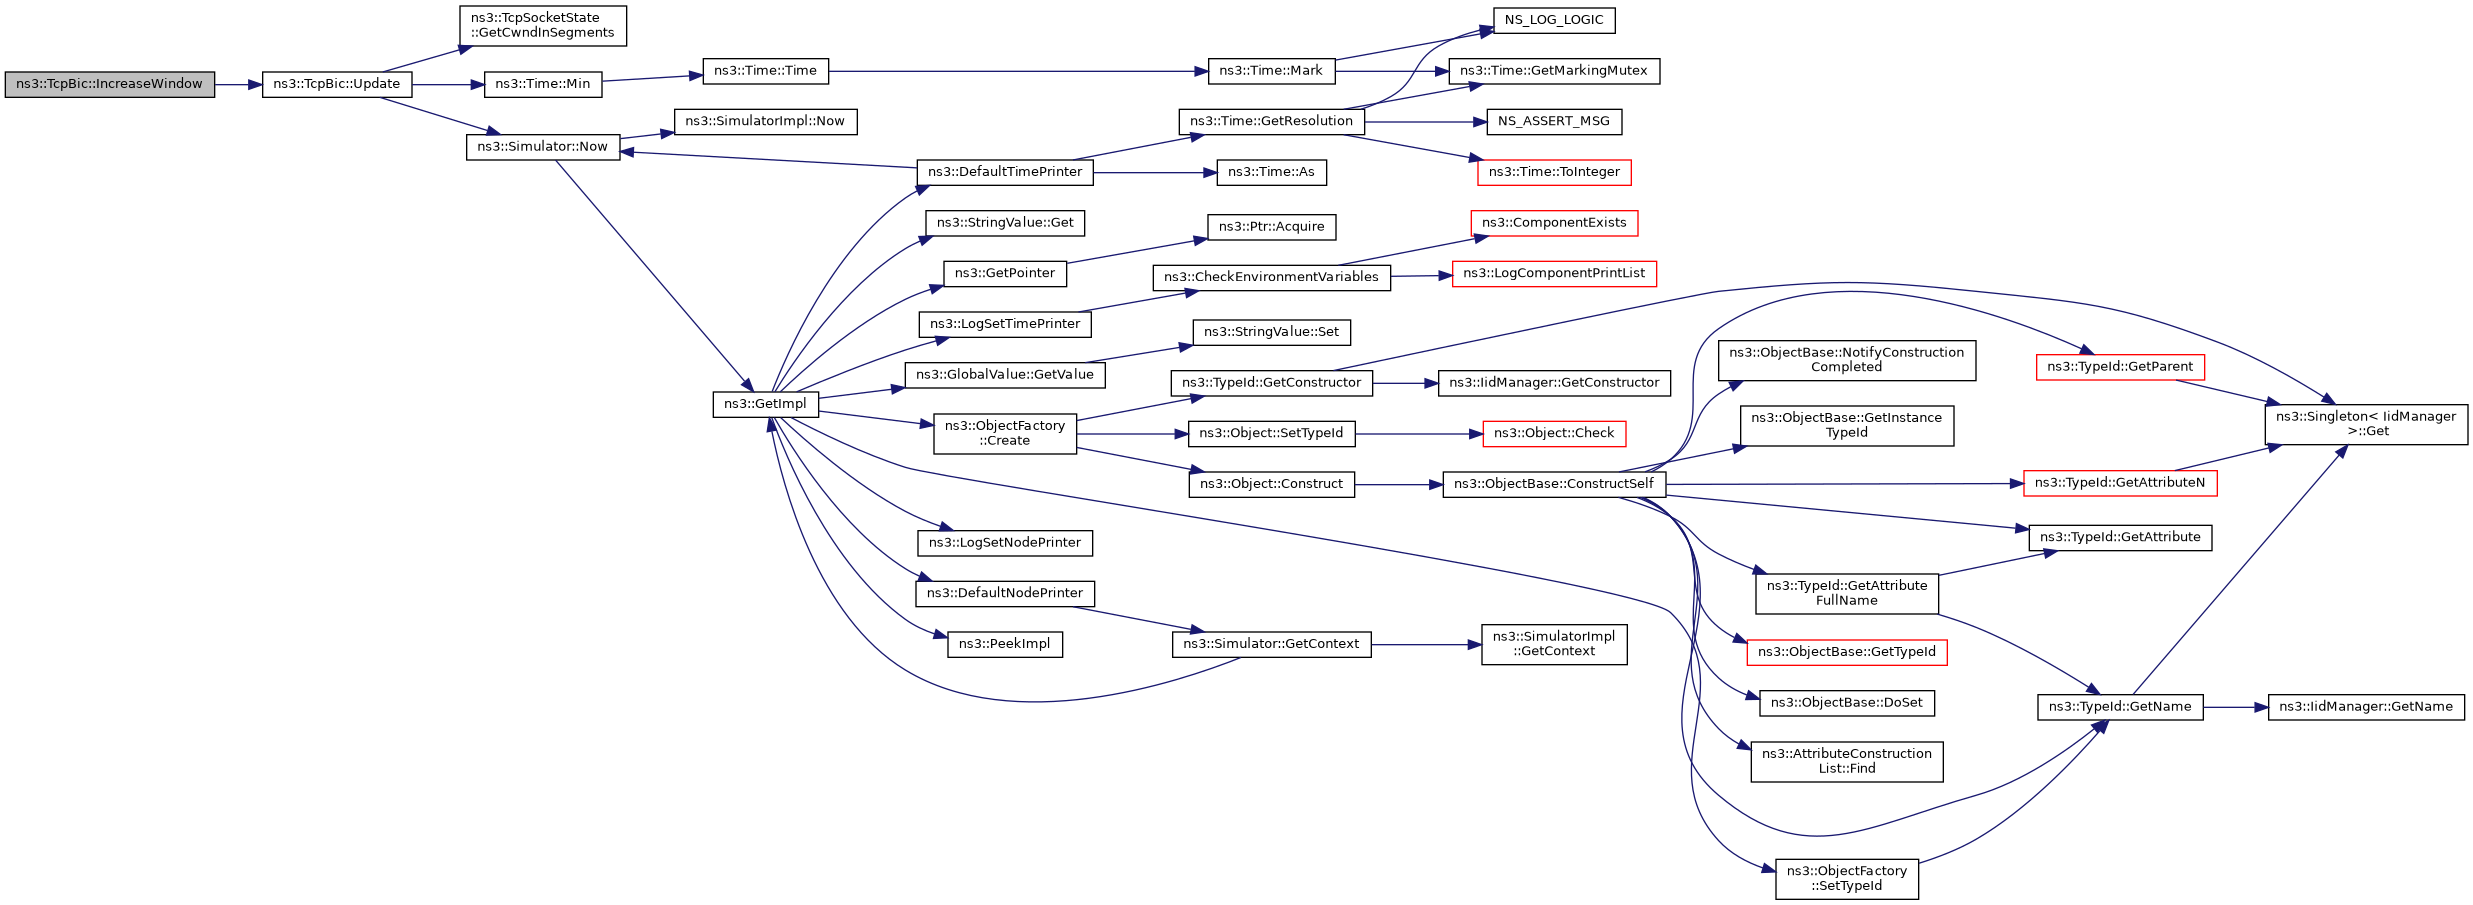 ns3::TcpBic::IncreaseWindow
ns3::TcpBic::Update
ns3::TcpSocketState
::GetCwndInSegments
ns3::Time::Min
ns3::Simulator::Now
ns3::Time::Time
ns3::SimulatorImpl::Now
ns3::GetImpl
ns3::DefaultTimePrinter
ns3::StringValue::Get
ns3::GetPointer
ns3::LogSetTimePrinter
ns3::GlobalValue::GetValue
ns3::ObjectFactory
::Create
ns3::LogSetNodePrinter
ns3::DefaultNodePrinter
ns3::PeekImpl
ns3::Time::Mark
ns3::Time::GetResolution
ns3::Time::As
ns3::Ptr::Acquire
ns3::CheckEnvironmentVariables
ns3::StringValue::Set
ns3::TypeId::GetConstructor
ns3::Object::SetTypeId
ns3::Object::Construct
ns3::Simulator::GetContext
NS_LOG_LOGIC
ns3::Time::GetMarkingMutex
NS_ASSERT_MSG
ns3::Time::ToInteger
ns3::ComponentExists
ns3::LogComponentPrintList
ns3::IidManager::GetConstructor
ns3::Object::Check
ns3::ObjectBase::ConstructSelf
ns3::SimulatorImpl
::GetContext
ns3::ObjectBase::NotifyConstruction
Completed
ns3::ObjectBase::GetInstance
TypeId
ns3::TypeId::GetAttribute
FullName
ns3::ObjectBase::GetTypeId
ns3::ObjectBase::DoSet
ns3::AttributeConstruction
List::Find
ns3::ObjectFactory
::SetTypeId
ns3::TypeId::GetParent
ns3::TypeId::GetAttributeN
ns3::TypeId::GetAttribute
ns3::TypeId::GetName
ns3::Singleton< IidManager
>::Get
ns3::IidManager::GetName